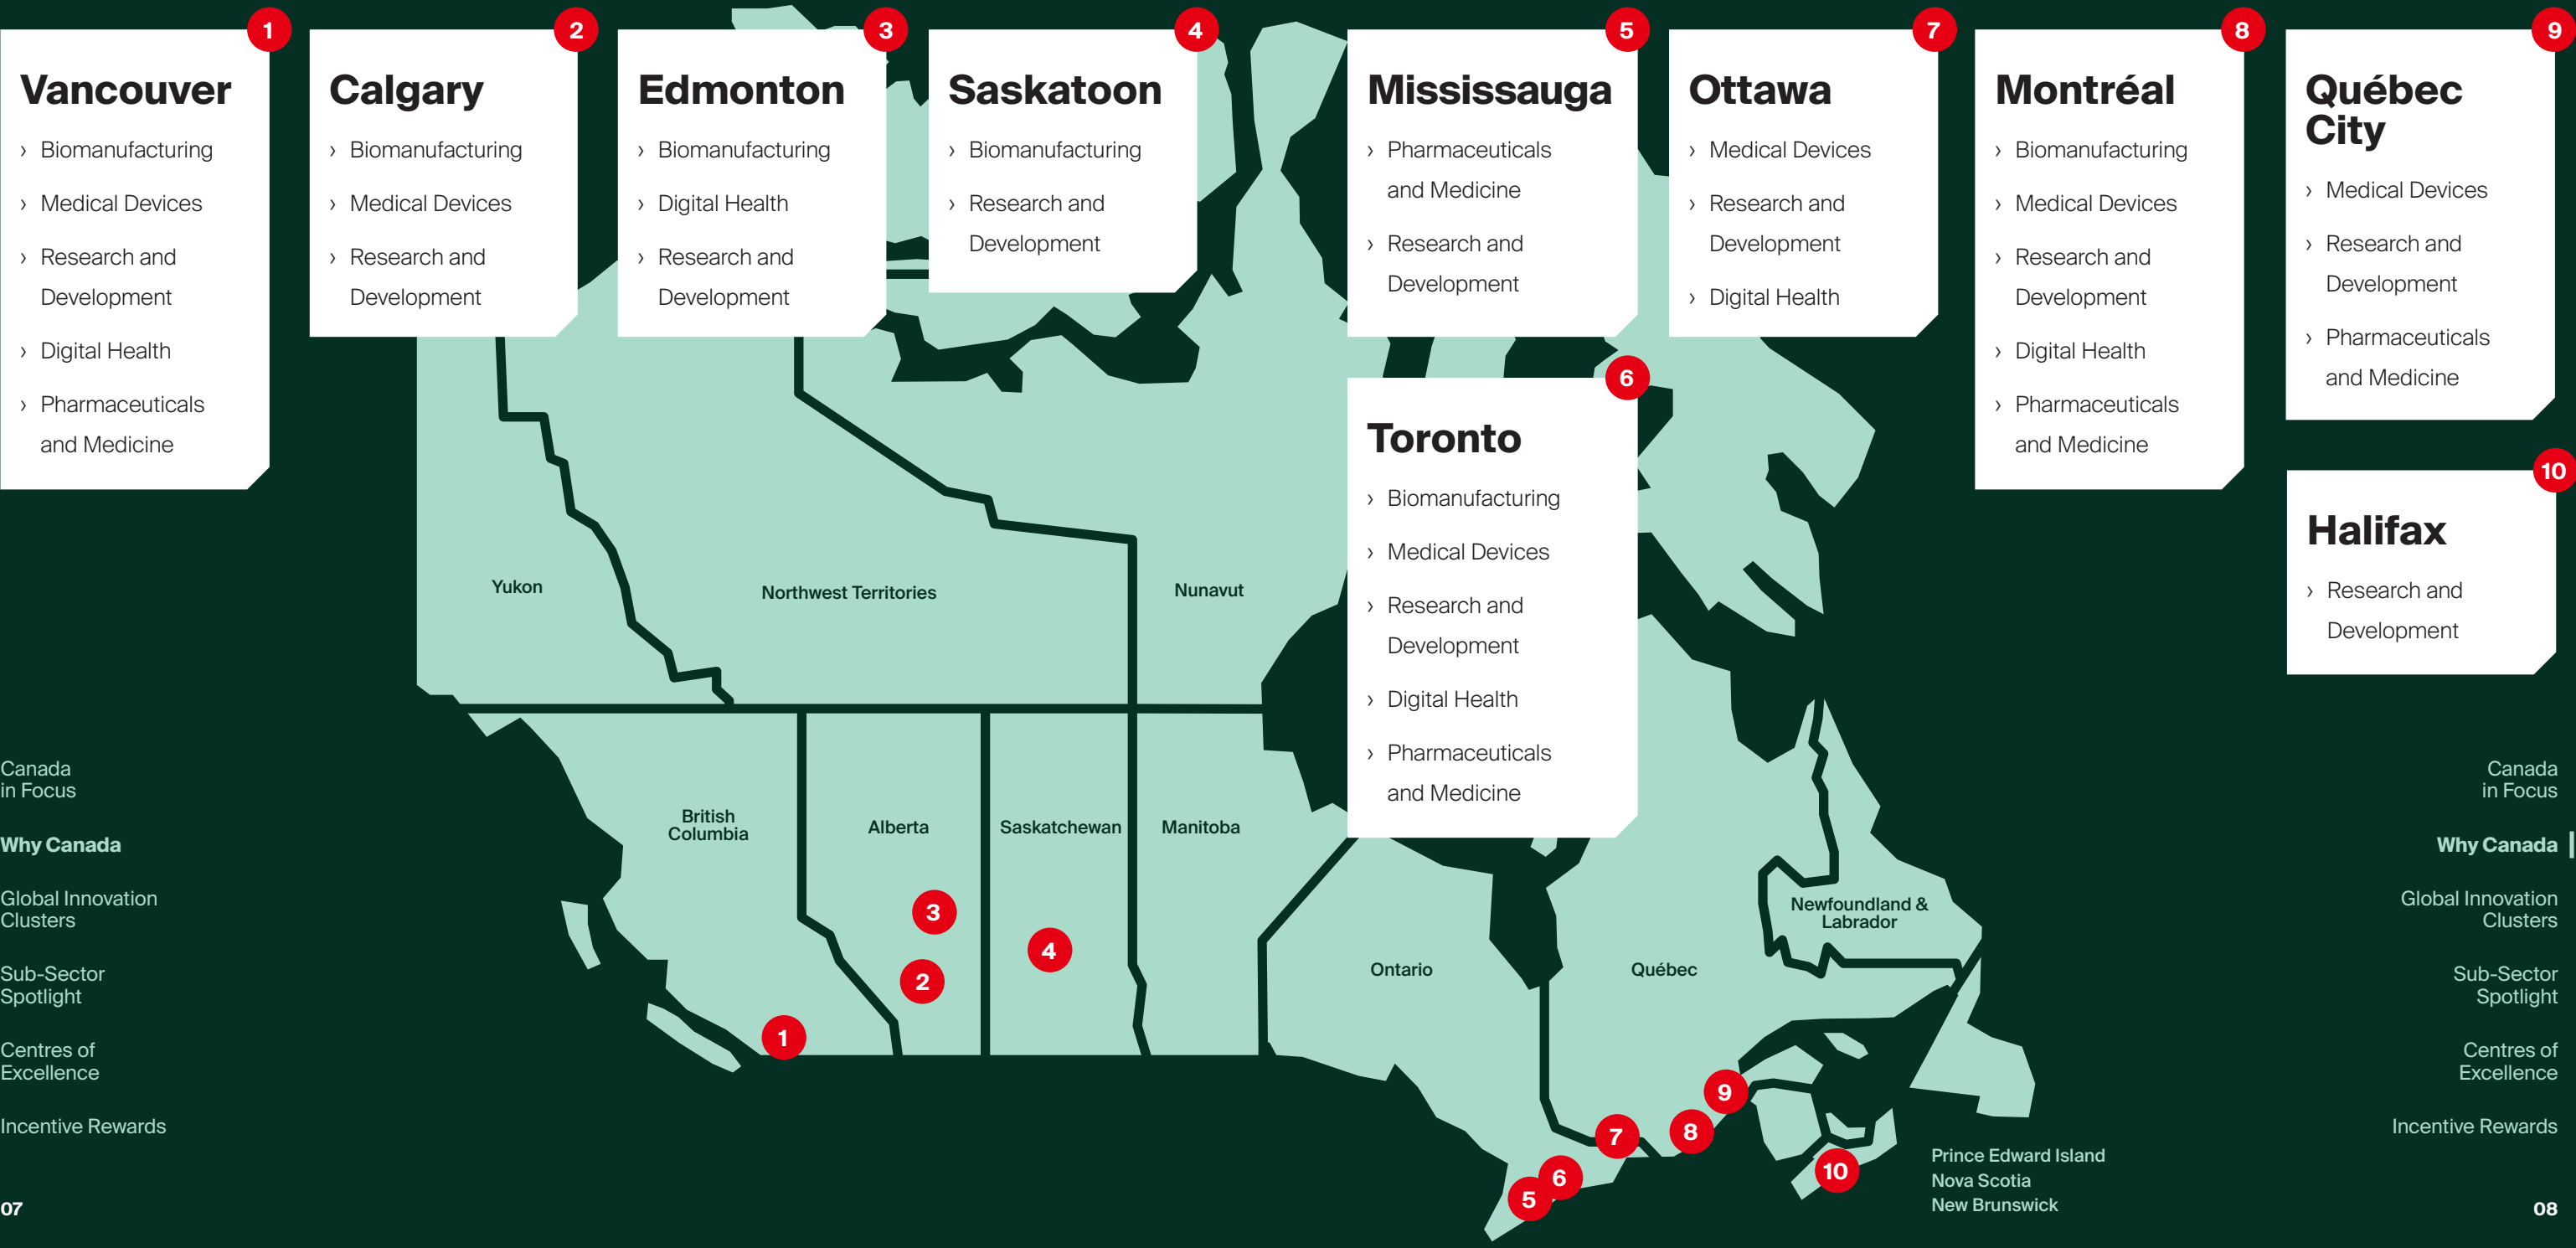 1
Vancouver
› Biomanufacturing
› Medical Devices
› Research and
Development
› Digital Health
› Pharmaceuticals
and Medicine
2
Calgary
› Biomanufacturing
› Medical Devices
› Research and
Development
3
Edmonton
› Biomanufacturing
› Digital Health
› Research and
Development
4
Saskatoon
› Biomanufacturing
› Research and
Development
5
Mississauga
› Pharmaceuticals
and Medicine
› Research and
Development
6
Toronto
› Biomanufacturing
› Medical Devices
› Research and
Development
› Digital Health
› Pharmaceuticals
and Medicine
7
Ottawa
› Medical Devices
› Research and
Development
› Digital Health
8
Montréal
› Biomanufacturing
› Medical Devices
› Research and
Development
› Digital Health
› Pharmaceuticals
and Medicine
9
Québec
City
› Medical Devices
› Research and
Development
› Pharmaceuticals
and Medicine
10
Halifax
› Research and
Development
Yukon
Northwest Territories
Nunavut
British
Columbia
Alberta
Saskatchewan
Manitoba
Ontario
Québec
Newfoundland &
Labrador
3
4
2
1
9
8
7
10
6
5
Prince Edward Island
Nova Scotia
New Brunswick
Canada
in Focus
Why Canada
Global Innovation
Clusters
Sub-Sector
Spotlight
Centres of
Excellence
Incentive Rewards
07
Canada
in Focus
Why Canada
Global Innovation
Clusters
Sub-Sector
Spotlight
Centres of
Excellence
Incentive Rewards
08